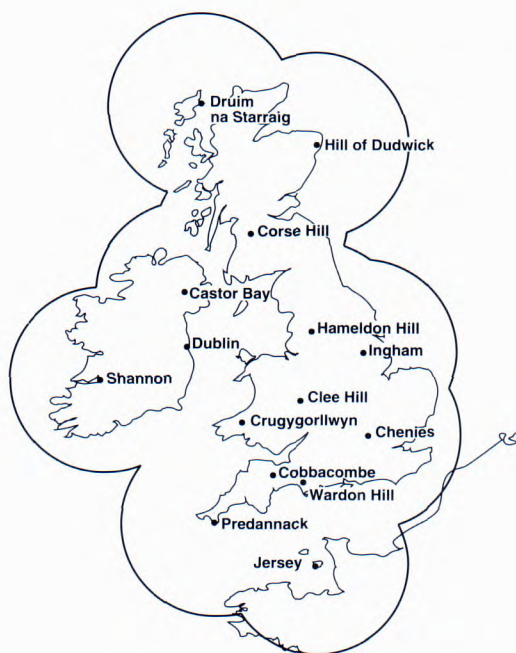 Druim
na Starraig
Hill of Dudwick
Corse Hill
Castor Bay
Hameldon Hill
Dublin
Ingham
Shannon
Clee Hill
Crugygorllwyn
Chenies
Cobbacombe
Wardon Hill
Predannack
Jersey